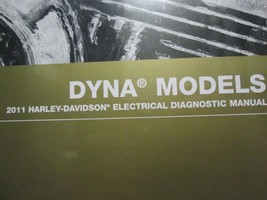 DYNA® MODELS
2011 HARLEY-DAVIDSON® ELECTRICAL DIAGNOSTIC MANUAL